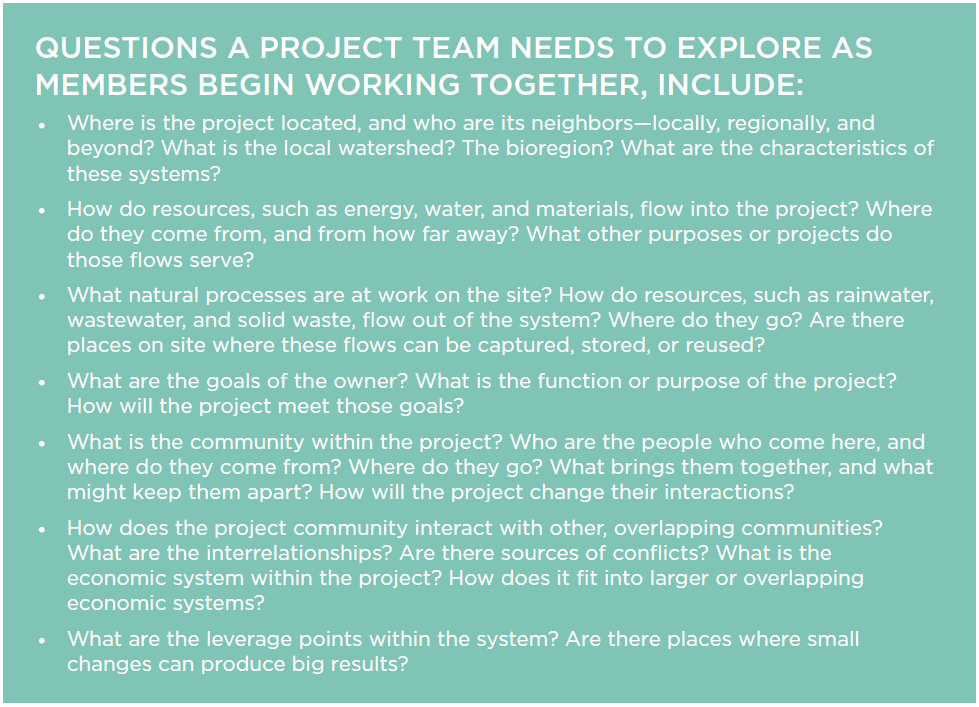 QUESTIONS A PROJECT TEAM NEEDS TO EXPLORE AS
MEMBERS BEGIN WORKING TOGETHER, INCLUDE:
• Where is the project located, and who are its neighbors—locally, regionally, and
beyond? What is the local watershed? The bioregion? What are the characteristics of
these systems?
• How do resources, such as energy, water, and materials, flow into the project? Where
do they come from, and from how far away? What other purposes or projects do
those flows serve?
• What natural processes are at work on the site? How do resources, such as rainwater,
wastewater, and solid waste, flow out of the system? Where do they go? Are there
places on site where these flows can be captured, stored, or reused?
• What are the goals of the owner? What is the function or purpose of the project?
How will the project meet those goals?
• What is the community within the project? Who are the people who come here, and
where do they come from? Where do they go? What brings them together, and what
might keep them apart? How will the project change their interactions?
• How does the project community interact with other, overlapping communities?
What are the interrelationships? Are there sources of conflicts? What is the
economic system within the project? How does it fit into larger or overlapping
economic systems?
• What are the leverage points within the system? Are there places where small
changes can produce big results?